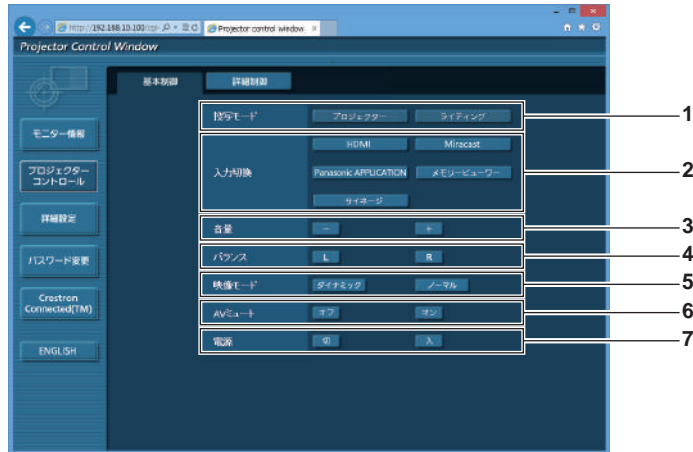 http://192.168.10.100/cgi-
Projector control window
Projector Control Window
基本制御
詳細制御
投写モード
プロジェクター
ライティング
1
モニター情報
入力切換
HDMI
Miracast
Panasonic APPLICATION
メモリービューワー
サイネージ
2
プロジェクター
コントロール
詳細設定
音量
-
+
3
パスワード変更
バランス
L
R
4
映像モード
ダイナミック
ノーマル
5
Crestron
Connected(TM)
AVミュート
オフ
オン
6
ENGLISH
電源
切
入
7